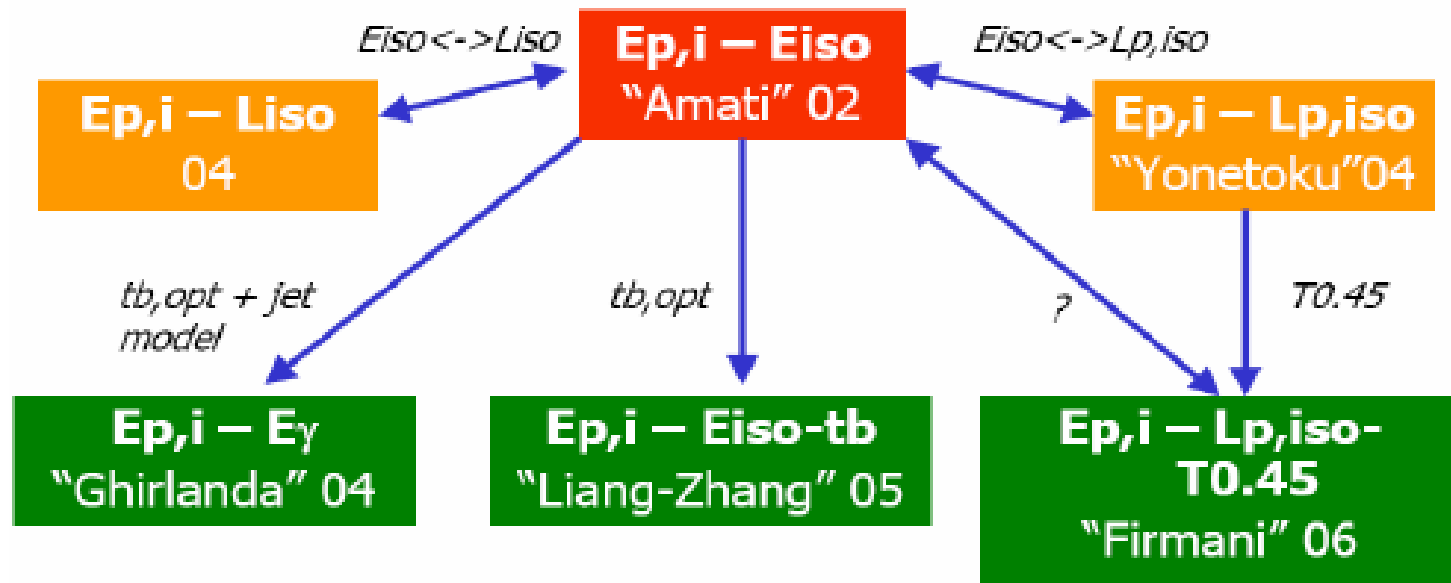 Eiso<->Liso
Ep,i – Eiso
“Amati” 02
Eiso<->Lp,iso
Ep,i – Liso
04
Ep,i – Lp,iso
“Yonetoku”04
tb,opt + jet
model
tb,opt
?
T0.45
Ep,i – Eγ
“Ghirlanda” 04
Ep,i – Eiso-tb
“Liang-Zhang” 05
Ep,i – Lp,iso-
T0.45
“Firmani” 06